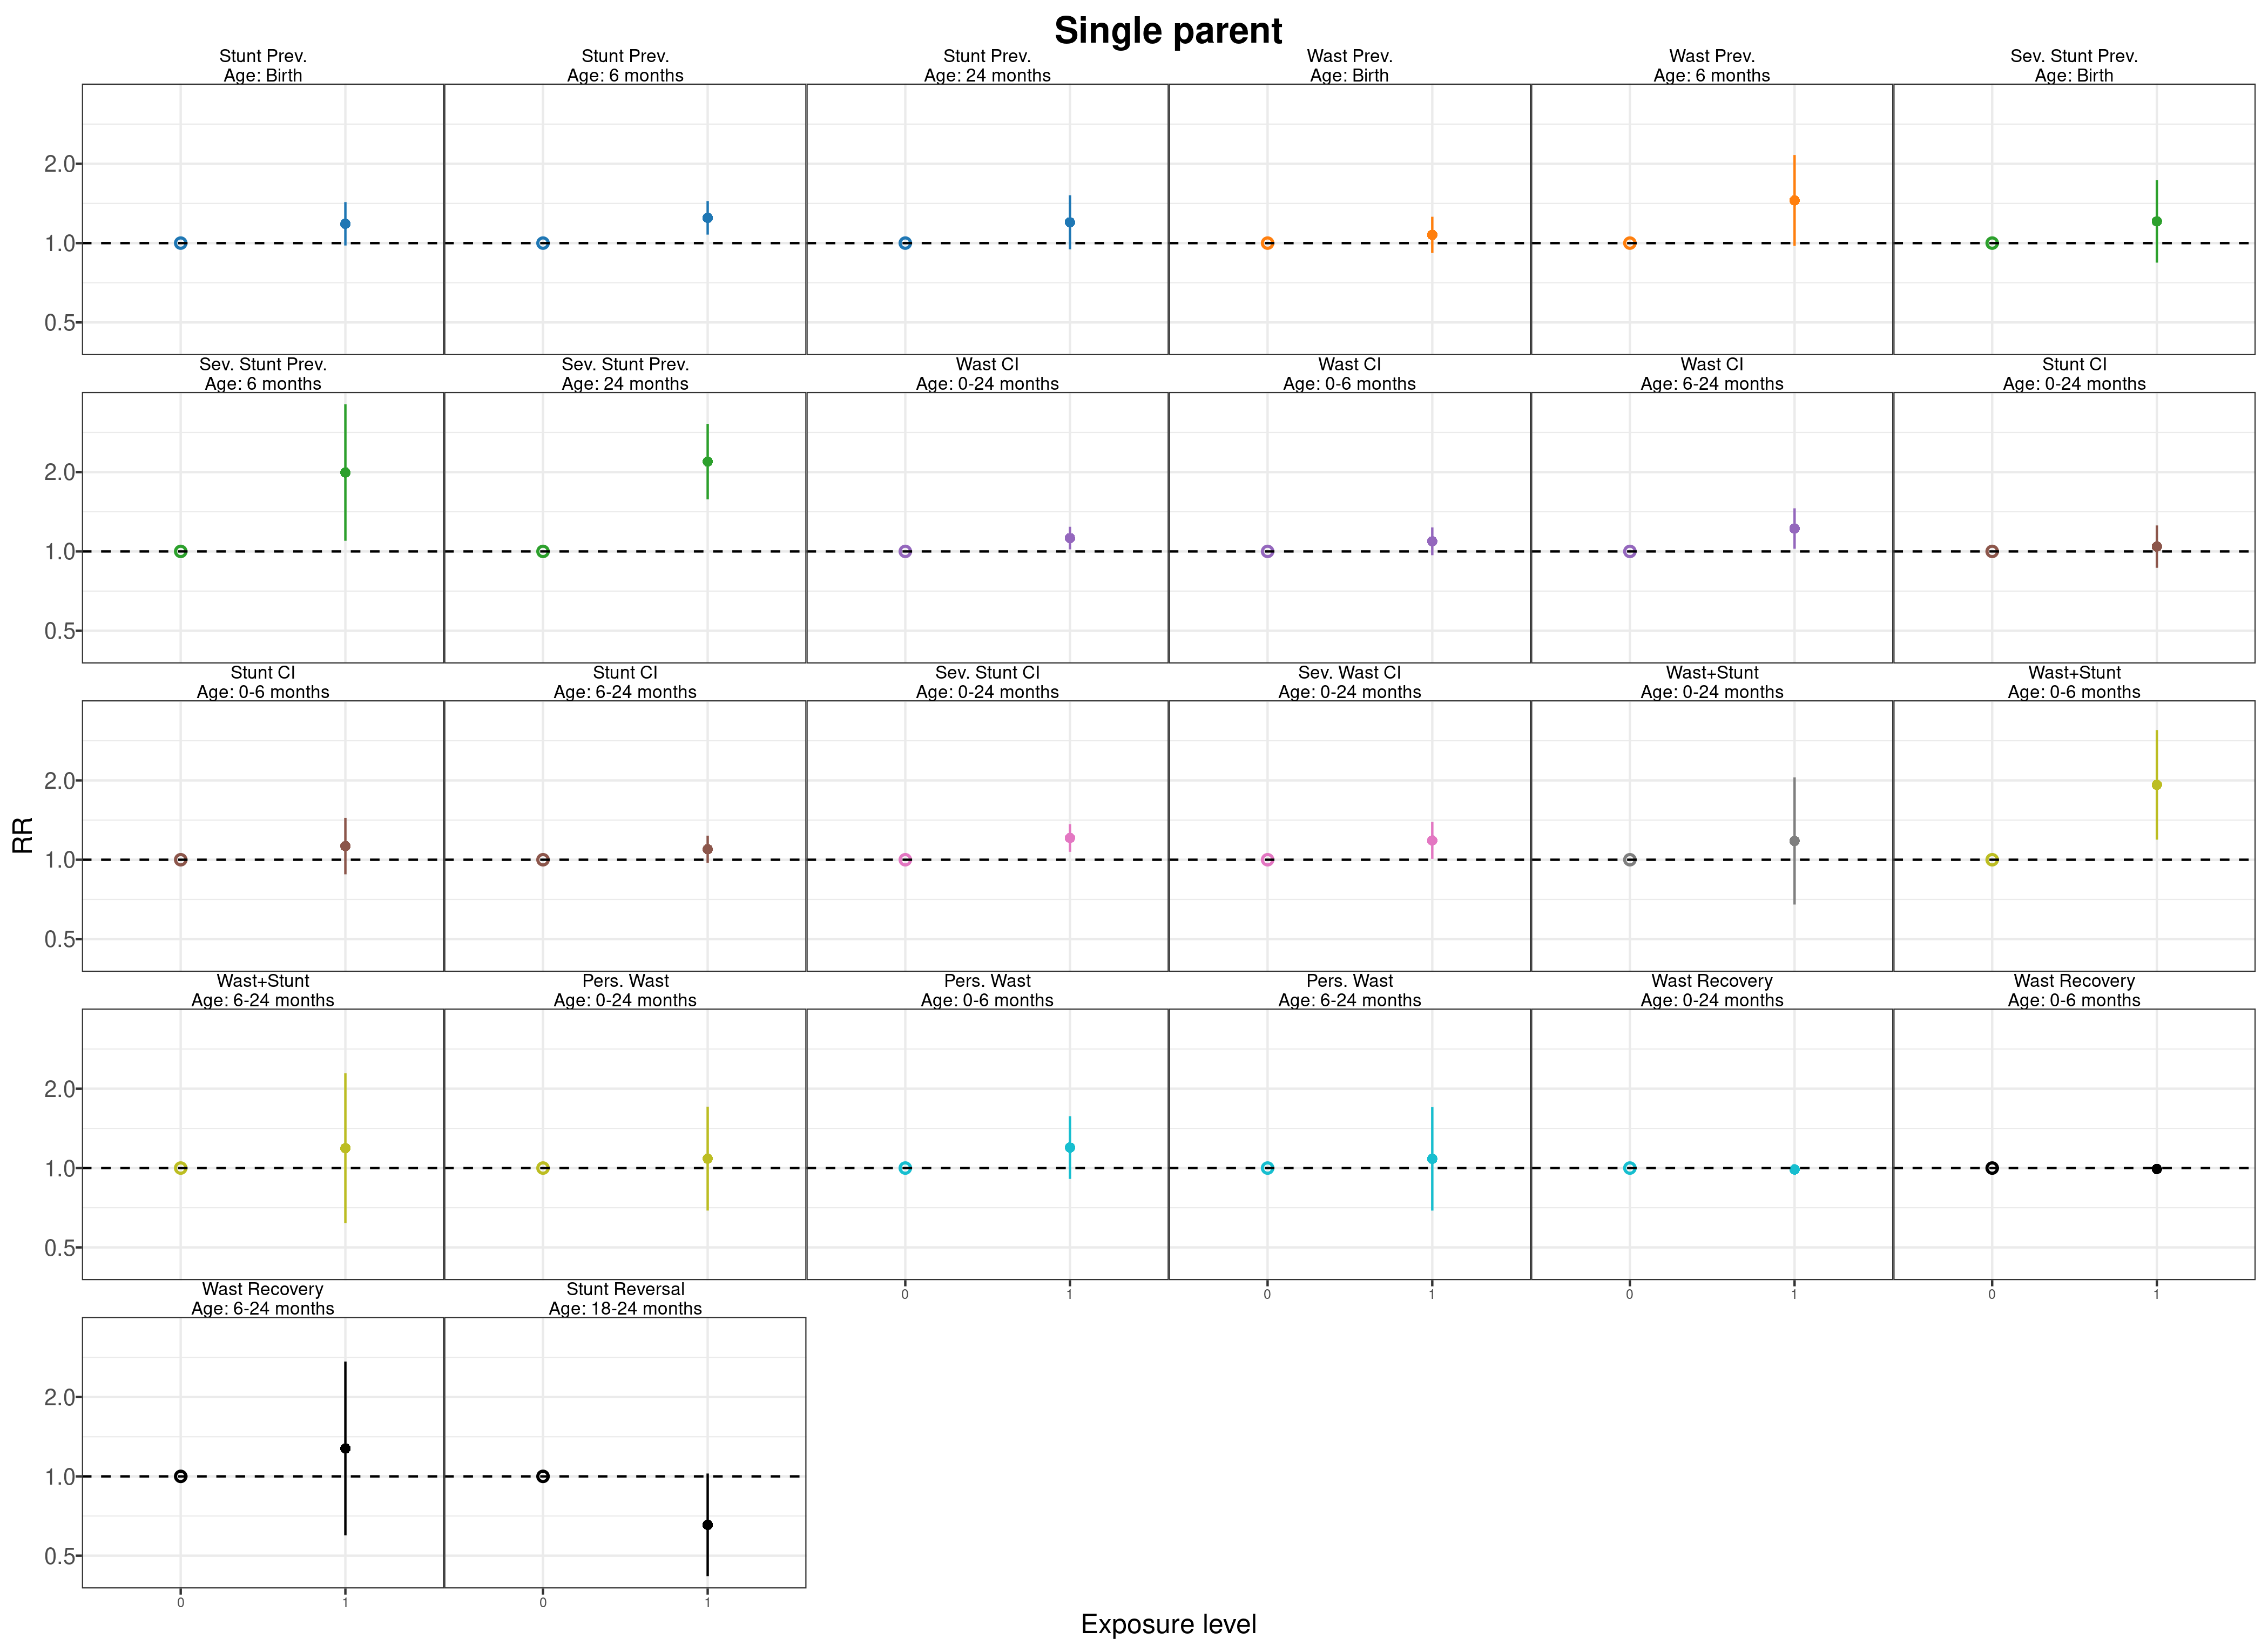 Single parent
Stunt Prev.
Age: Birth
Stunt Prev.
Age: 6 months
Stunt Prev.
Age: 24 months
Wast Prev.
Age: Birth
Wast Prev.
Age: 6 months
Sev. Stunt Prev.
Age: Birth
2.0
1.0
0.5
Sev. Stunt Prev.
Age: 6 months
Sev. Stunt Prev.
Age: 24 months
Wast CI
Age: 0-24 months
Wast CI
Age: 0-6 months
Wast CI
Age: 6-24 months
Stunt CI
Age: 0-24 months
2.0
1.0
0.5
Stunt CI
Age: 0-6 months
Stunt CI
Age: 6-24 months
Sev. Stunt CI
Age: 0-24 months
Sev. Wast CI
Age: 0-24 months
Wast+Stunt
Age: 0-24 months
Wast+Stunt
Age: 0-6 months
RR
2.0
1.0
0.5
Wast+Stunt
Age: 6-24 months
Pers. Wast
Age: 0-24 months
Pers. Wast
Age: 0-6 months
Pers. Wast
Age: 6-24 months
Wast Recovery
Age: 0-24 months
Wast Recovery
Age: 0-6 months
2.0
1.0
0.5
0 1 0 1 0 1 0 1
Wast Recovery
Age: 6-24 months
Stunt Reversal
Age: 18-24 months
2.0
1.0
0.5
0 1 0 1
Exposure level